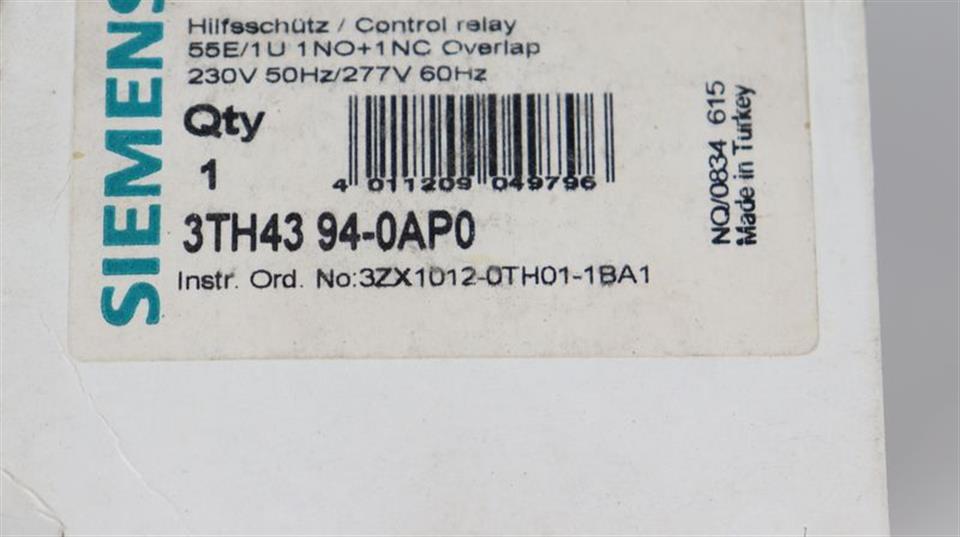 SIEMENS
Hilfsschütz / Control relay
55E/1U 1NO+1NC Overlap
230V 50Hz/277V 60Hz
Qty
1
4 011209 049796
3TH43 94-0AP0
Instr. Ord. No:3ZX1012-0TH01-1BA1
NQ/0834 615
Made in Turkey